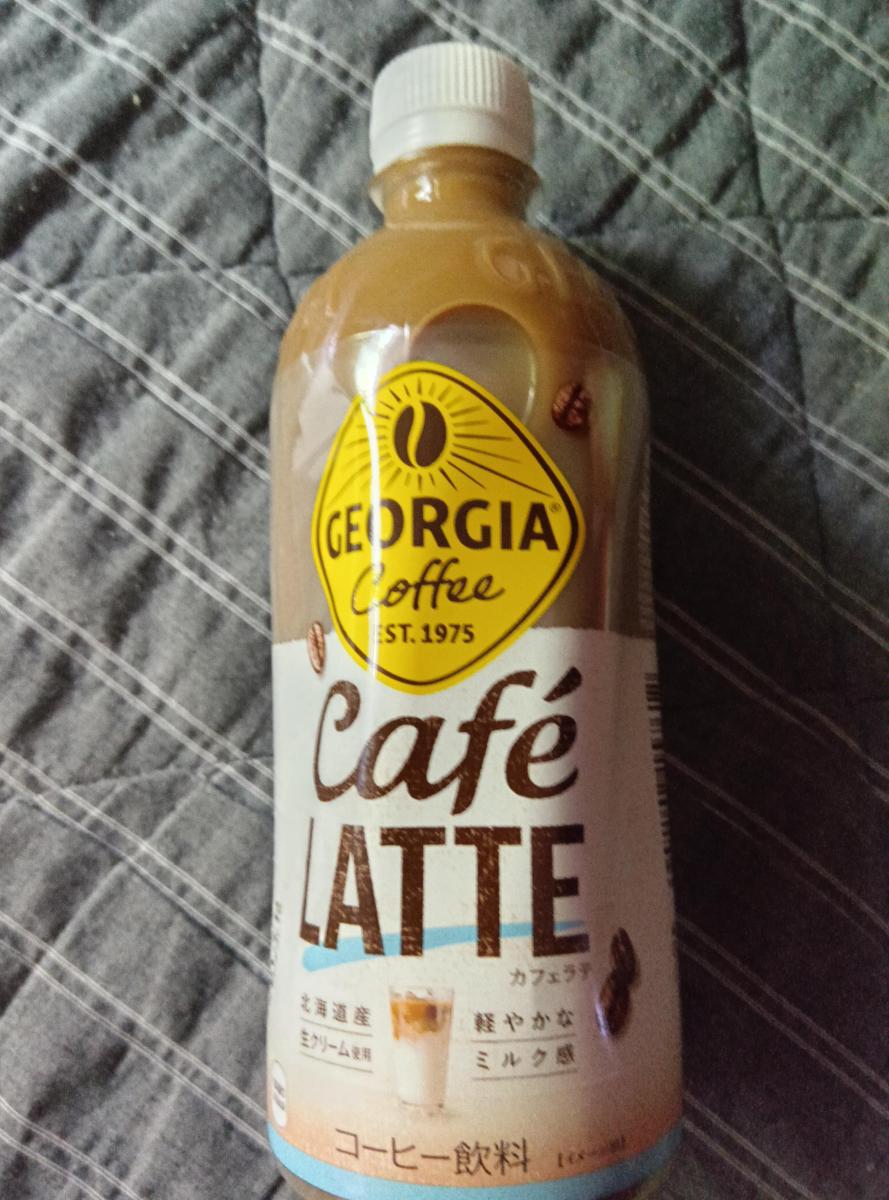 GEORGIA®
Coffee
EST. 1975
Café
LATTE
カフェラテ
北海道産
生クリーム使用
軽やかな
ミルク感
コーヒー飲料